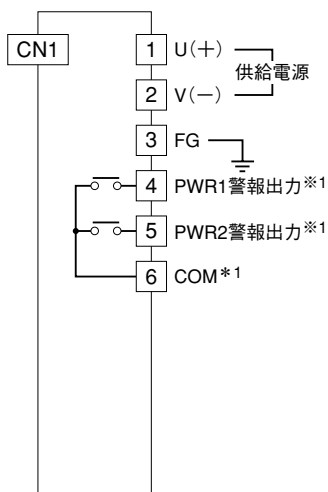 CN1
1 U(+)
供給電源
2 V(—)
3 FG
4 PWR1警報出力※1
5 PWR2警報出力※1
6 COM＊1